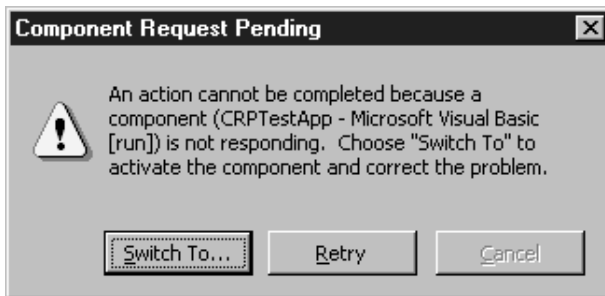 Component Request Pending
An action cannot be completed because a
component (CRPTestApp - Microsoft Visual Basic
[run]) is not responding.  Choose "Switch To" to
activate the component and correct the problem.
Switch To...
Retry
Cancel